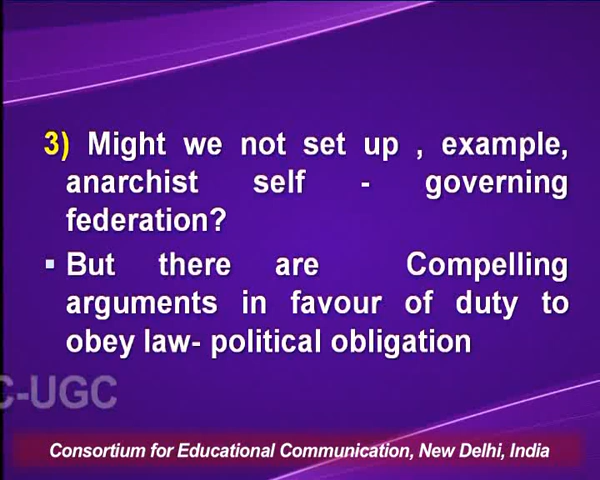 3) Might we not set up , example,
anarchist self - governing
federation?
▪ But there are Compelling
arguments in favour of duty to
obey law- political obligation
C-UGC
Consortium for Educational Communication, New Delhi, India